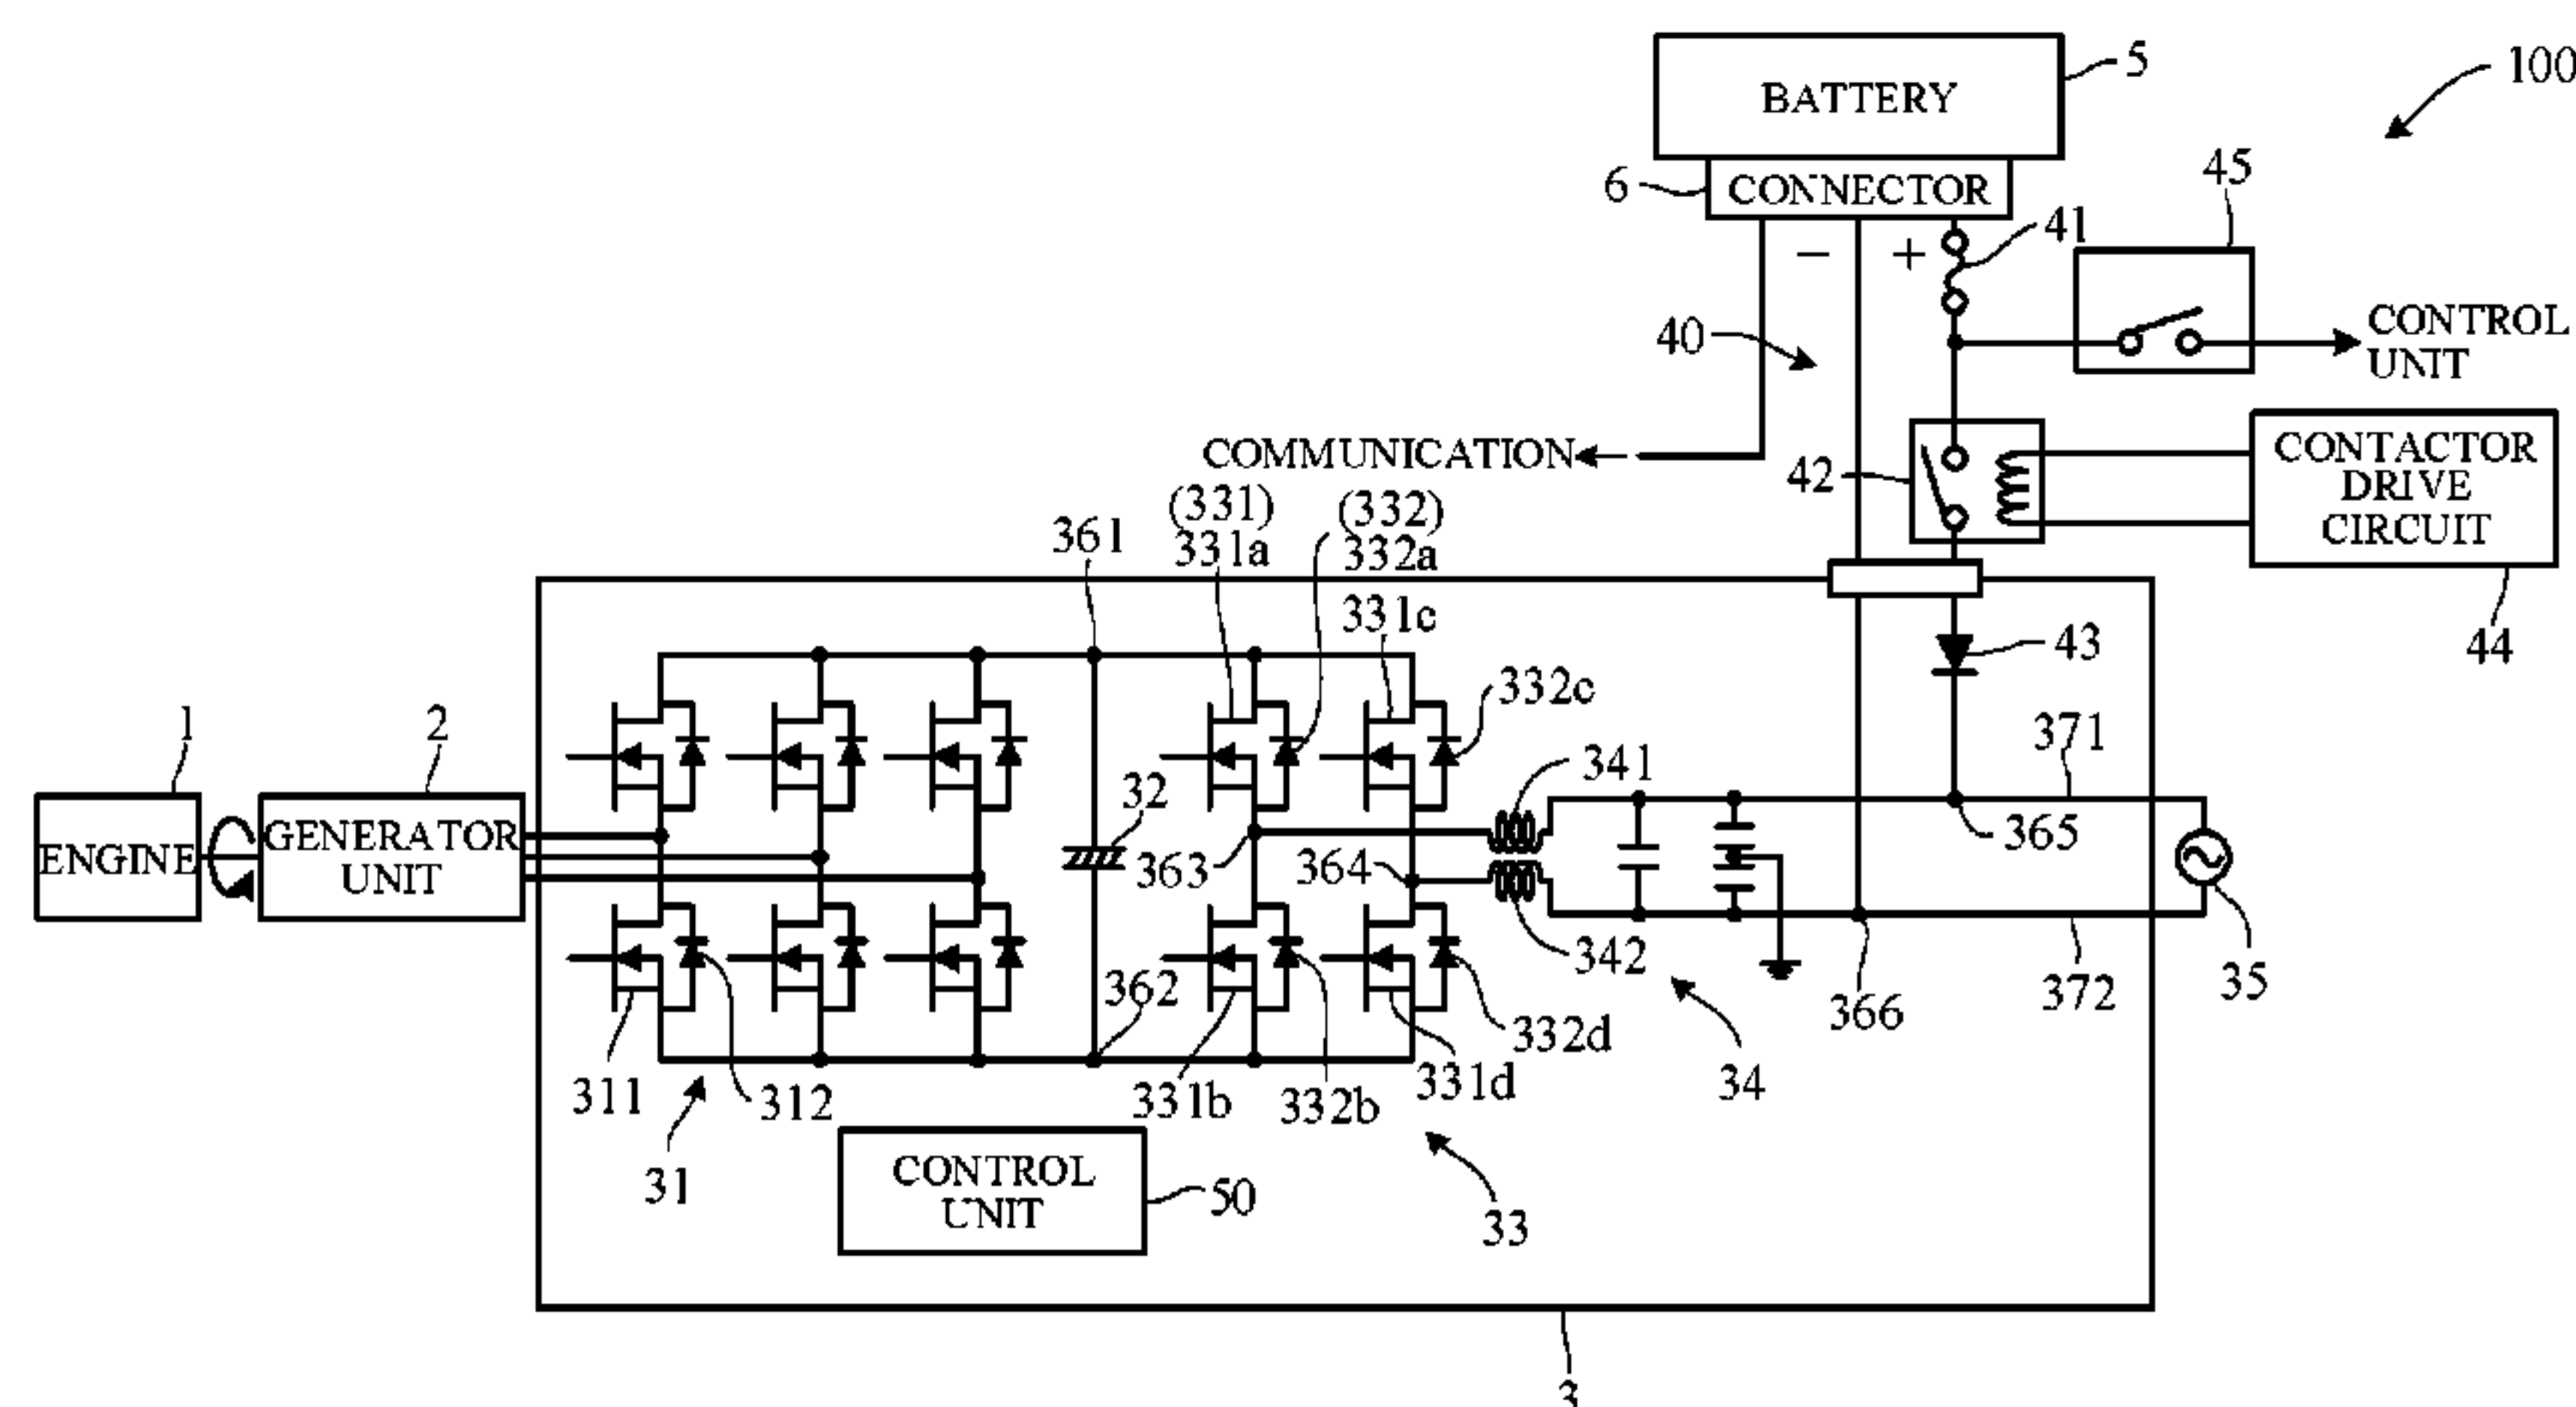 BATTERY
5
100
6
CONNECTOR
45
41
− +
40
CONTROL
UNIT
COMMUNICATION
42
CONTACTOR
DRIVE
CIRCUIT
44
361
(331)
331a
(332)
332a
331c
43
332c
371
1
2
32
341
ENGINE
GENERATOR
UNIT
363
364
365
362
342
366
372
35
311
312
331b
332b
331d
332d
34
31
CONTROL
UNIT
50
33
3